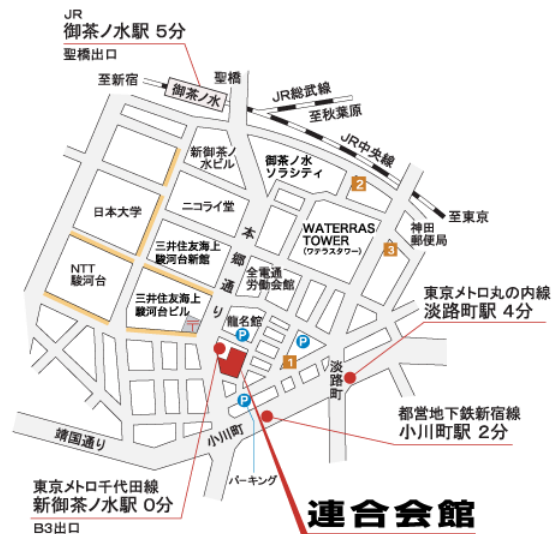 JR
御茶ノ水駅 5分
聖橋出口
至新宿
御茶ノ水
聖橋
JR総武線
至秋葉原
JR中央線
至東京
新御茶ノ
水ビル
御茶ノ水
ソラシティ
2
日本大学
ニコライ堂
本郷通り
WATERRAS
TOWER
(ワテラスタワー)
神田
郵便局
3
三井住友海上
駿河台新館
全電通
労働会館
NTT
駿河台
三井住友海上
駿河台ビル
〒
龍名館
P
P
1
東京メトロ丸の内線
淡路町駅 4分
淡路町
P
都営地下鉄新宿線
小川町駅 2分
靖国通り
小川町
パーキング
東京メトロ千代田線
新御茶ノ水駅 0分
B3出口
連合会館